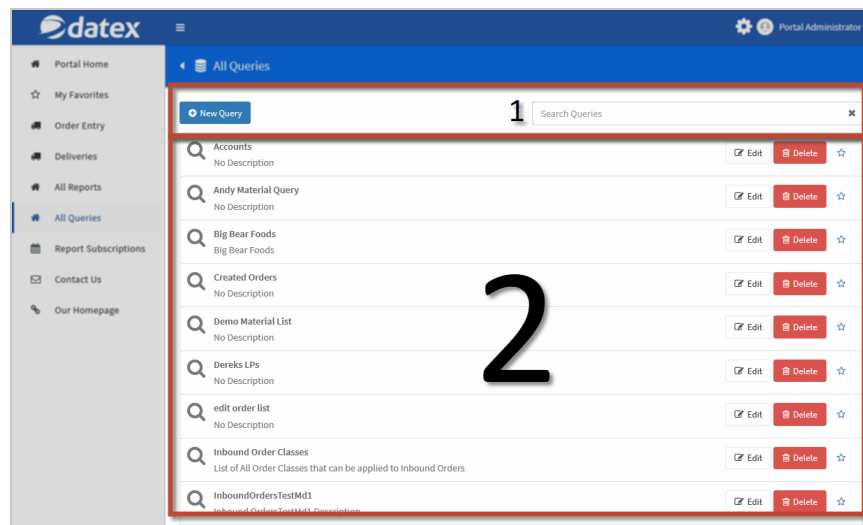 datex
Portal Administrator
Portal Home
My Favorites
Order Entry
Deliveries
All Reports
All Queries
Report Subscriptions
Contact Us
Our Homepage
All Queries
New Query
1
Search Queries
Accounts
No Description
Edit
Delete
Andy Material Query
No Description
Edit
Delete
Big Bear Foods
Big Bear Foods
Edit
Delete
Created Orders
No Description
Edit
Delete
2
Demo Material List
No Description
Edit
Delete
Dereks LPs
No Description
Edit
Delete
edit order list
No Description
Edit
Delete
Inbound Order Classes
List of All Order Classes that can be applied to Inbound Orders
Edit
Delete
InboundOrdersTestMd1
Inbound OrdersTestMd1 Description
Edit
Delete